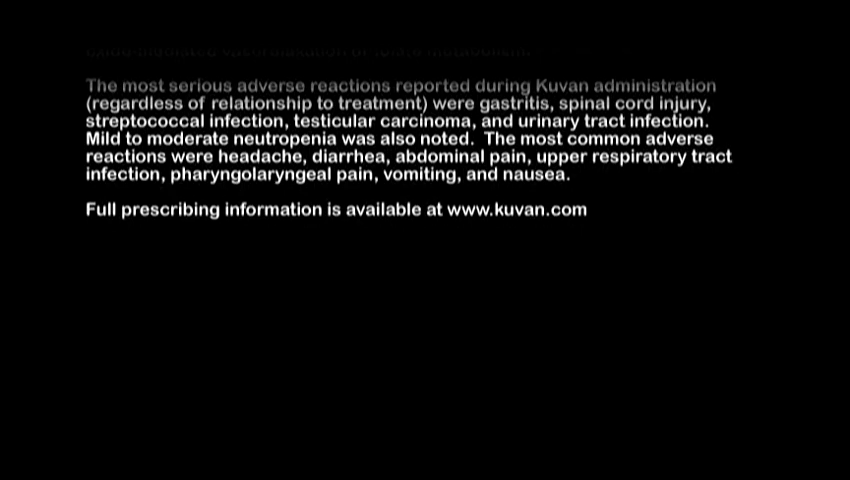 The most serious adverse reactions reported during Kuvan administration
(regardless of relationship to treatment) were gastritis, spinal cord injury,
streptococcal infection, testicular carcinoma, and urinary tract infection.
Mild to moderate neutropenia was also noted.  The most common adverse
reactions were headache, diarrhea, abdominal pain, upper respiratory tract
infection, pharyngolaryngeal pain, vomiting, and nausea.
Full prescribing information is available at www.kuvan.com